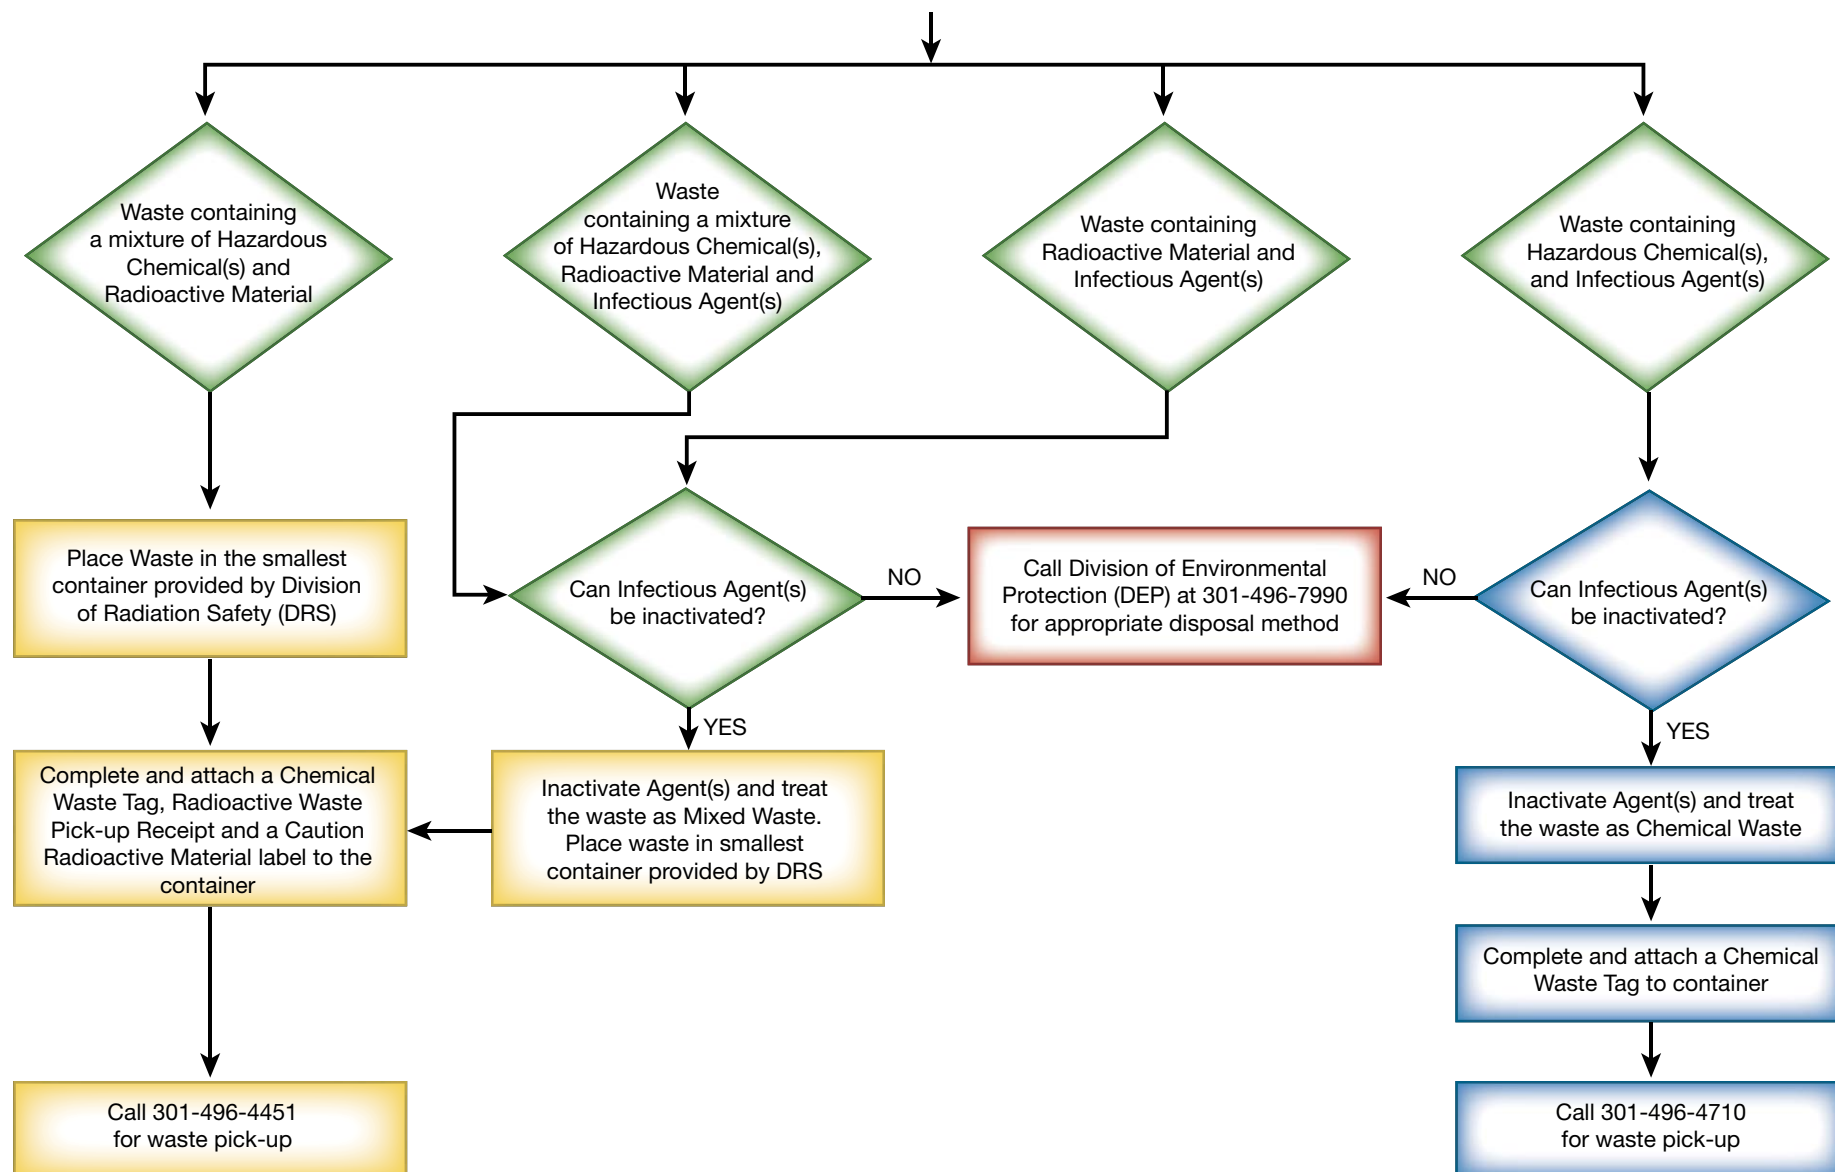 Waste containing
a mixture of Hazardous
Chemical(s) and
Radioactive Material
Waste
containing a mixture
of Hazardous Chemical(s),
Radioactive Material and
Infectious Agent(s)
Waste containing
Radioactive Material and
Infectious Agent(s)
Waste containing
Hazardous Chemical(s),
and Infectious Agent(s)
Place Waste in the smallest
container provided by Division
of Radiation Safety (DRS)
Can Infectious Agent(s)
be inactivated?
NO
Call Division of Environmental
Protection (DEP) at 301-496-7990
for appropriate disposal method
NO
Can Infectious Agent(s)
be inactivated?
YES
YES
Complete and attach a Chemical
Waste Tag, Radioactive Waste
Pick-up Receipt and a Caution
Radioactive Material label to the
container
Inactivate Agent(s) and treat
the waste as Mixed Waste.
Place waste in smallest
container provided by DRS
Inactivate Agent(s) and treat
the waste as Chemical Waste
Complete and attach a Chemical
Waste Tag to container
Call 301-496-4451
for waste pick-up
Call 301-496-4710
for waste pick-up